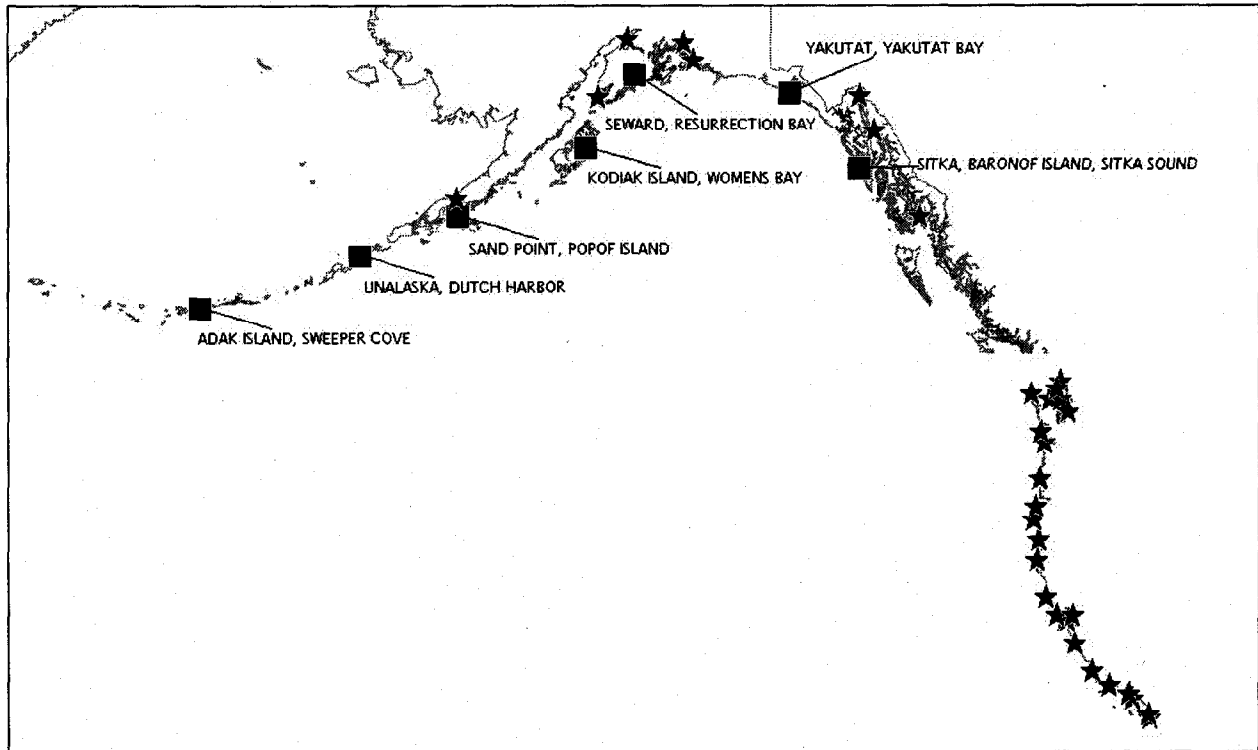 YAKUTAT, YAKUTAT BAY
SEWARD, RESURRECTION BAY
SITKA, BARONOF ISLAND, SITKA SOUND
KODIAK ISLAND, WOMENS BAY
SAND POINT, POPOF ISLAND
UNALASKA, DUTCH HARBOR
ADAK ISLAND, SWEEPER COVE